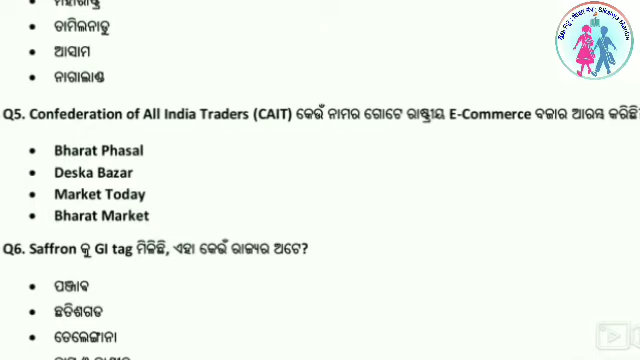 ତାମିଲନାଡୁ
ଆସାମ
ନାଗାଲାଣ୍ଡ
Q5. Confederation of All India Traders (CAIT) କେଉଁ ନାମର ଗୋଟେ ରାଷ୍ଟ୍ରୀୟ E-Commerce ବଜାର ଆରମ୍ଭ କରିଛି?
Bharat Phasal
Deska Bazar
Market Today
Bharat Market
Q6. Saffron କୁ GI tag ମିଳିଛି, ଏହା କେଉଁ ରାଜ୍ୟର ଅଟେ?
ପଞ୍ଜାବ
ଛତିଶଗଡ
ତେଲେଙ୍ଗାନା